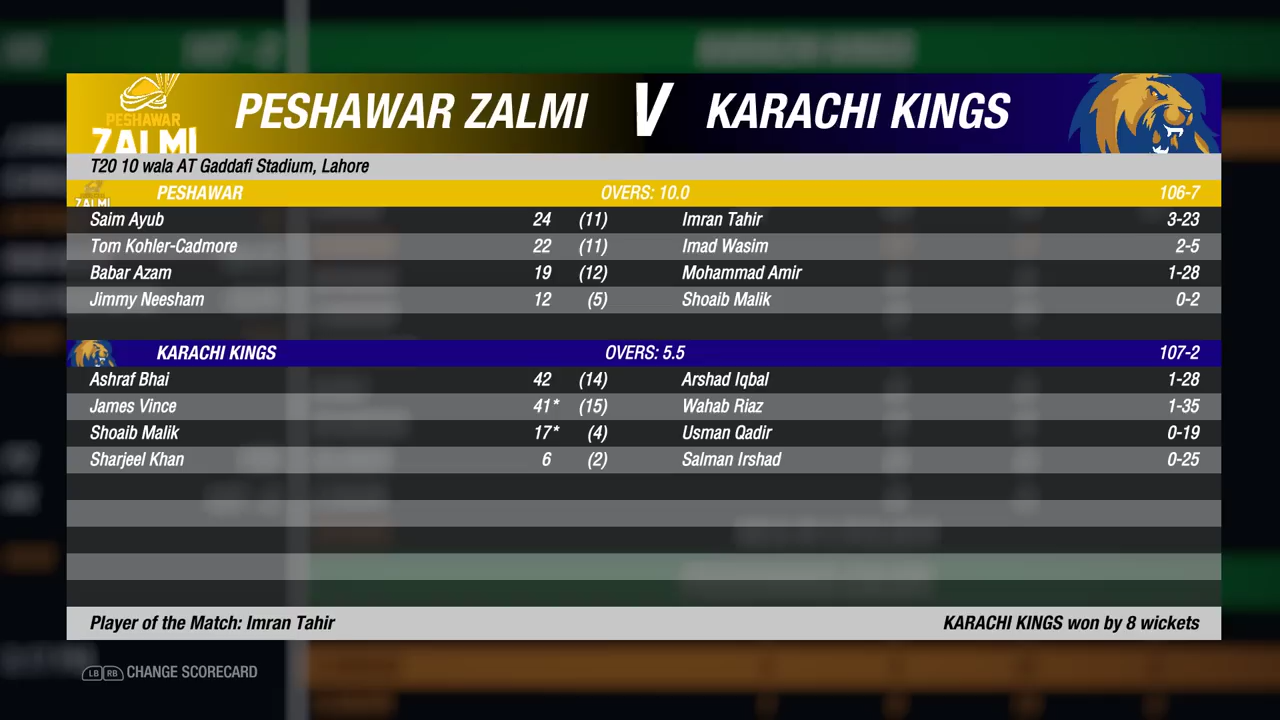 PESHAWAR ZALMI V KARACHI KINGS
PESHAWAR
ZALMI
T20 10 wala AT Gaddafi Stadium, Lahore
ZALMI PESHAWAR OVERS: 10.0 106-7
Saim Ayub 24 (11) Imran Tahir 3-23
Tom Kohler-Cadmore 22 (11) Imad Wasim 2-5
Babar Azam 19 (12) Mohammad Amir 1-28
Jimmy Neesham 12 (5) Shoaib Malik 0-2
KARACHI KINGS OVERS: 5.5 107-2
Ashraf Bhai 42 (14) Arshad Iqbal 1-28
James Vince 41* (15) Wahab Riaz 1-35
Shoaib Malik 17* (4) Usman Qadir 0-19
Sharjeel Khan 6 (2) Salman Irshad 0-25
Player of the Match: Imran Tahir KARACHI KINGS won by 8 wickets
LB RB CHANGE SCORECARD